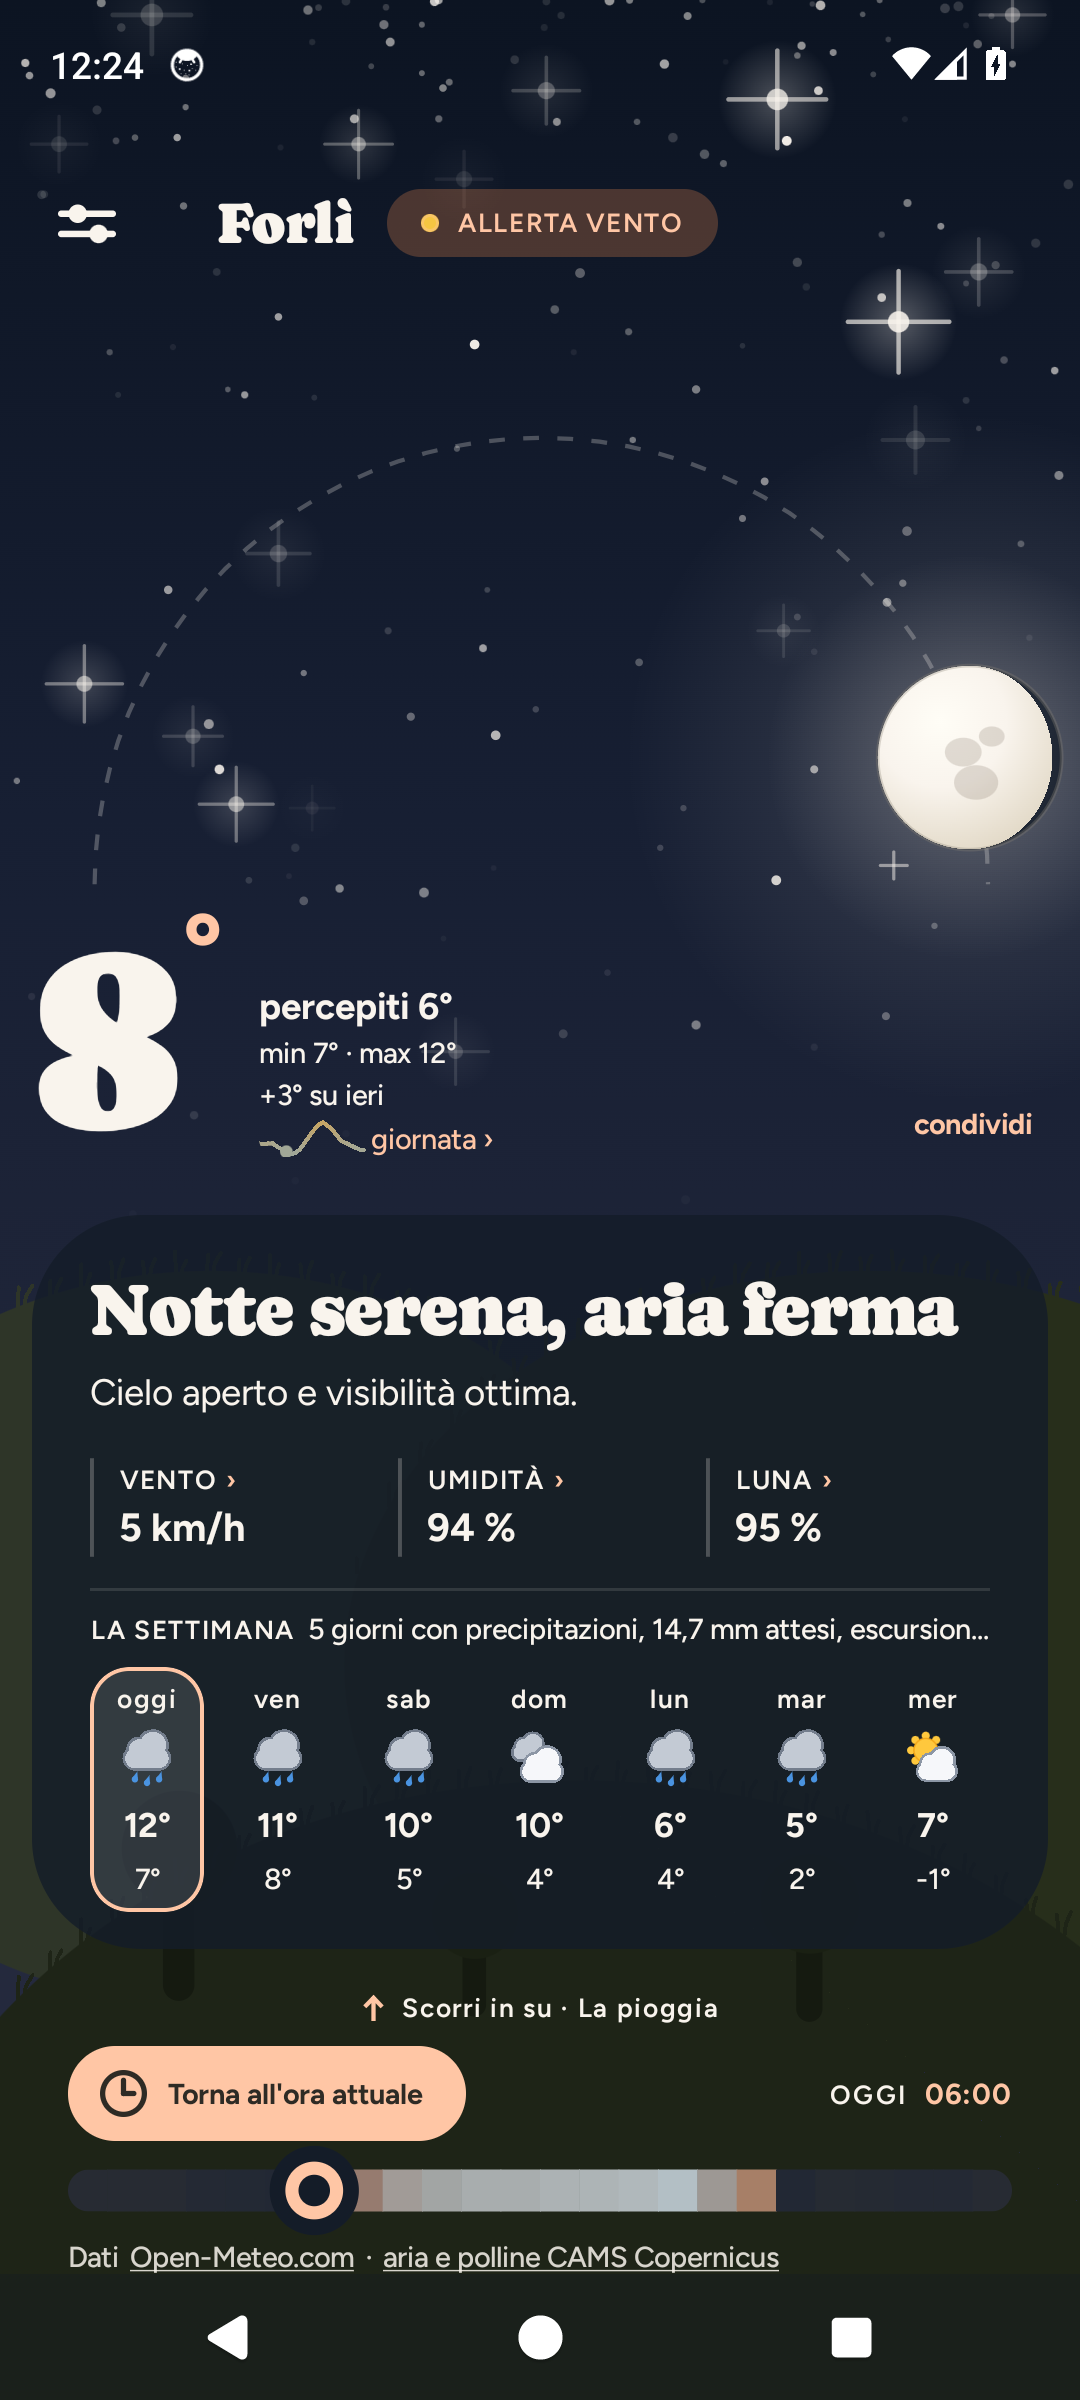 12:24
Forlì
ALLERTA VENTO
8°
percepiti 6°
min 7° · max 12°
+3° su ieri
giornata ›
condividi
Notte serena, aria ferma
Cielo aperto e visibilità ottima.
VENTO › UMIDITÀ › LUNA ›
5 km/h 94 % 95 %
LA SETTIMANA 5 giorni con precipitazioni, 14,7 mm attesi, escursion...
oggi ven sab dom lun mar mer
12° 11° 10° 10° 6° 5° 7°
7° 8° 5° 4° 4° 2° -1°
↑ Scorri in su · La pioggia
Torna all'ora attuale
OGGI 06:00
Dati Open-Meteo.com · aria e polline CAMS Copernicus